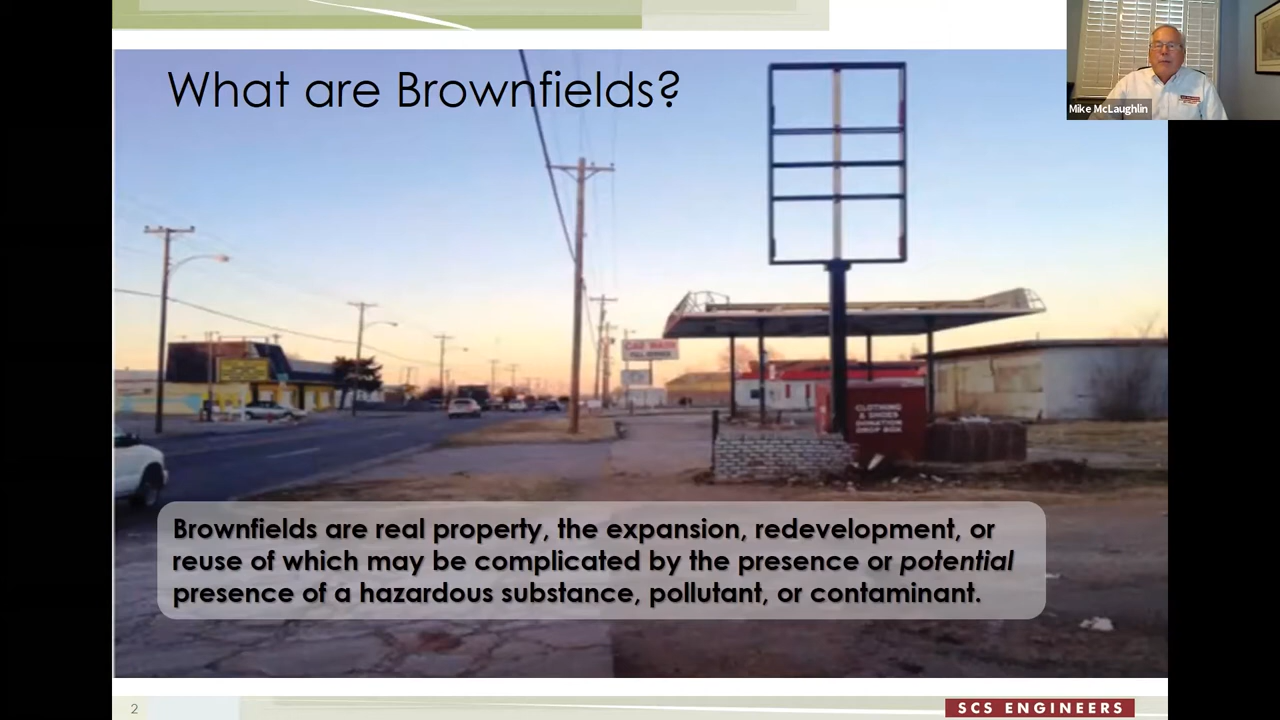 What are Brownfields?
Mike McLaughlin
CAR WASH
FULL SERVICE
CLOTHING
& SHOES
DONATION
DROP BOX
Brownfields are real property, the expansion, redevelopment, or
reuse of which may be complicated by the presence or potential
presence of a hazardous substance, pollutant, or contaminant.
2
SCS ENGINEERS